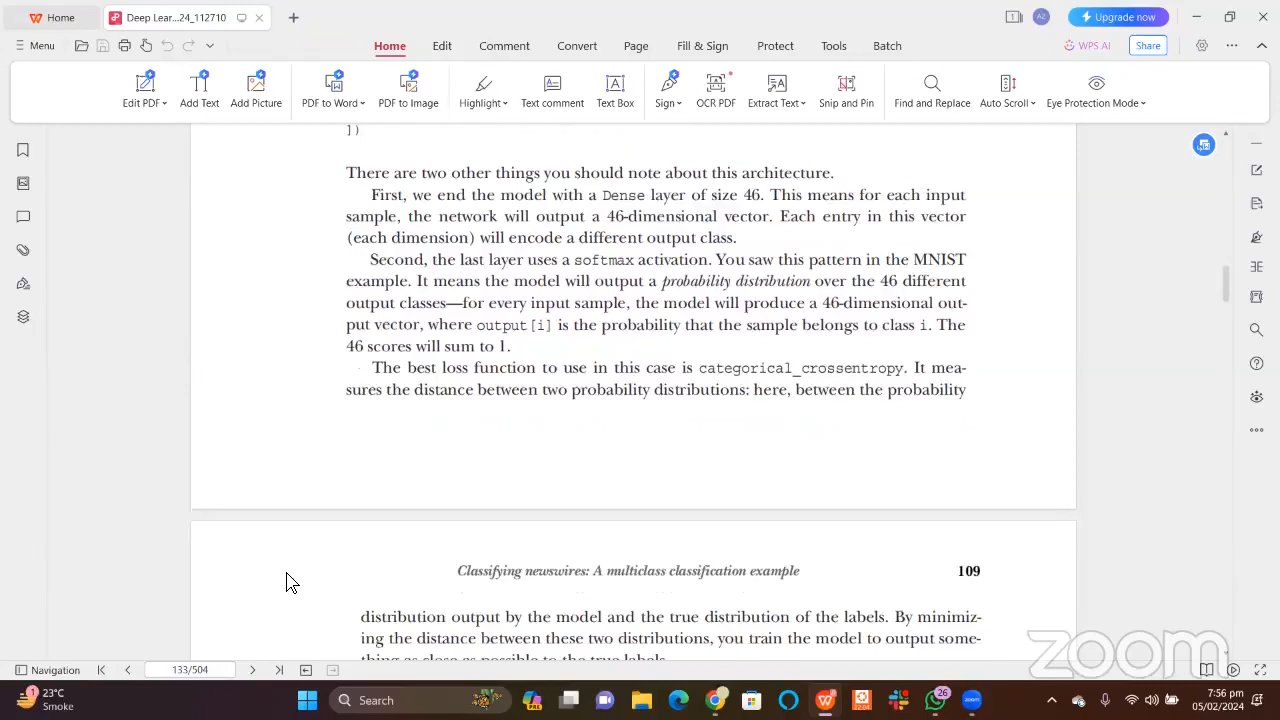 Home
Deep Lear...24_112710
Upgrade now
Menu
Home Edit Comment Convert Page Fill & Sign Protect Tools Batch
WPS AI
Share
Edit PDF
Add Text
Add Picture
PDF to Word
PDF to Image
Highlight
Text comment
Text Box
Sign
OCR PDF
Extract Text
Snip and Pin
Find and Replace
Auto Scroll
Eye Protection Mode
])
There are two other things you should note about this architecture.
First, we end the model with a Dense layer of size 46. This means for each input
sample, the network will output a 46-dimensional vector. Each entry in this vector
(each dimension) will encode a different output class.
Second, the last layer uses a softmax activation. You saw this pattern in the MNIST
example. It means the model will output a probability distribution over the 46 different
output classes—for every input sample, the model will produce a 46-dimensional out-
put vector, where output[i] is the probability that the sample belongs to class i. The
46 scores will sum to 1.
The best loss function to use in this case is categorical_crossentropy. It mea-
sures the distance between two probability distributions: here, between the probability
Classifying newswires: A multiclass classification example
109
distribution output by the model and the true distribution of the labels. By minimiz-
ing the distance between these two distributions, you train the model to output some-
thing as close as possible to the true labels.
zoom
Navigation
133/504
23°C
Smoke
Search
26
7:56 pm
05/02/2024